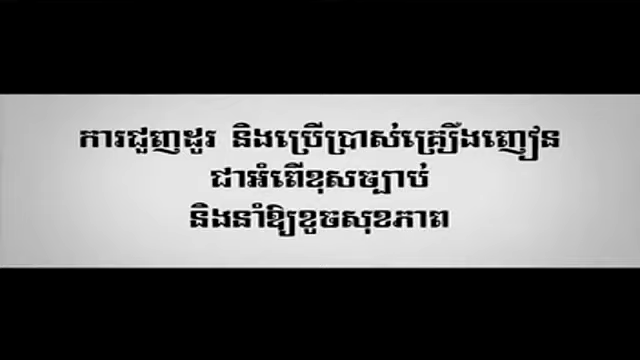 ការជួញដូរ និងប្រើប្រាស់គ្រឿងញៀន
ជាអំពើខុសច្បាប់
និងនាំឱ្យខូចសុខភាព